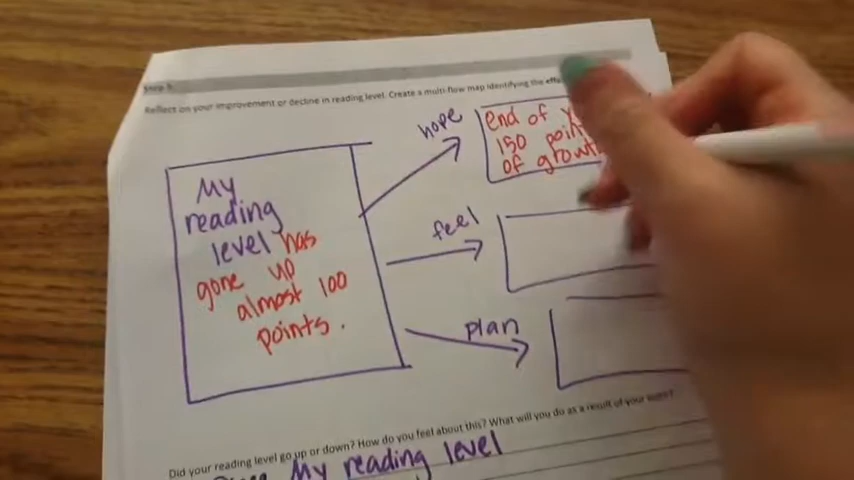 Step 5
Reflect on your improvement or decline in reading level. Create a multi-flow map identifying the
My
reading
level has
gone up
almost 100
points.
hope
end of
150
of
feel
plan
Did your reading level go up or down? How do you feel about this? What will you do as a result of your
My reading level